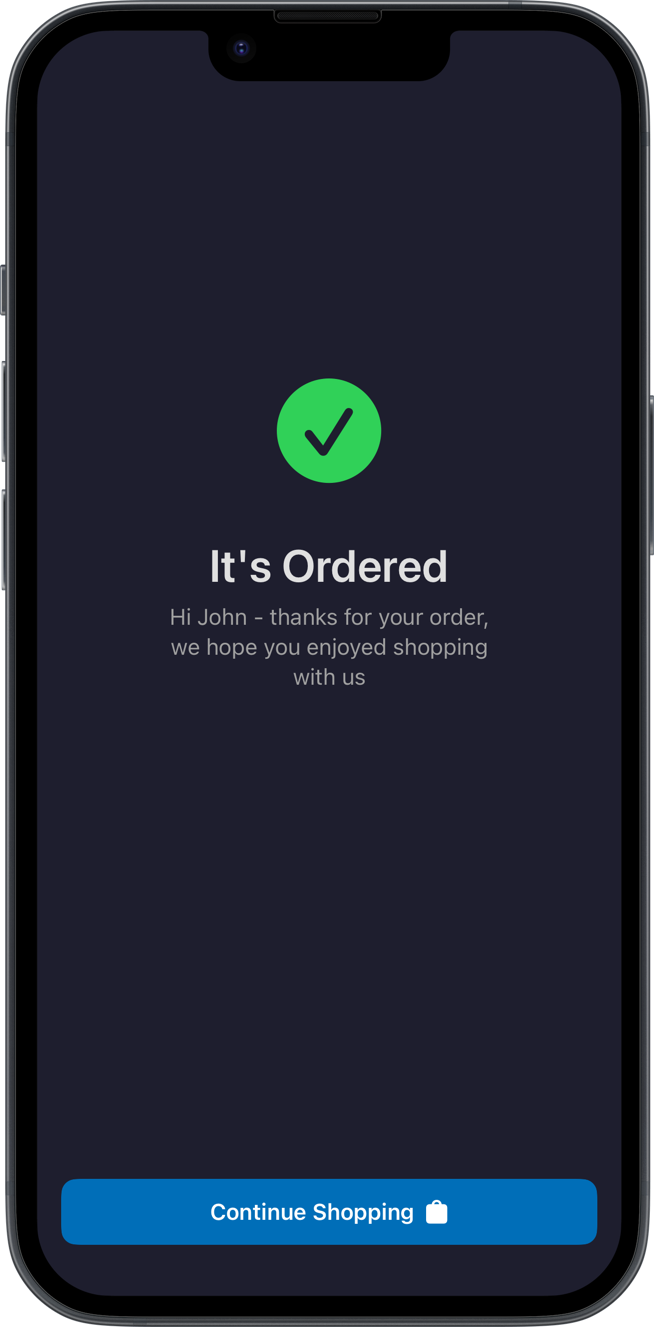 It's Ordered
Hi John - thanks for your order,
we hope you enjoyed shopping
with us
Continue Shopping